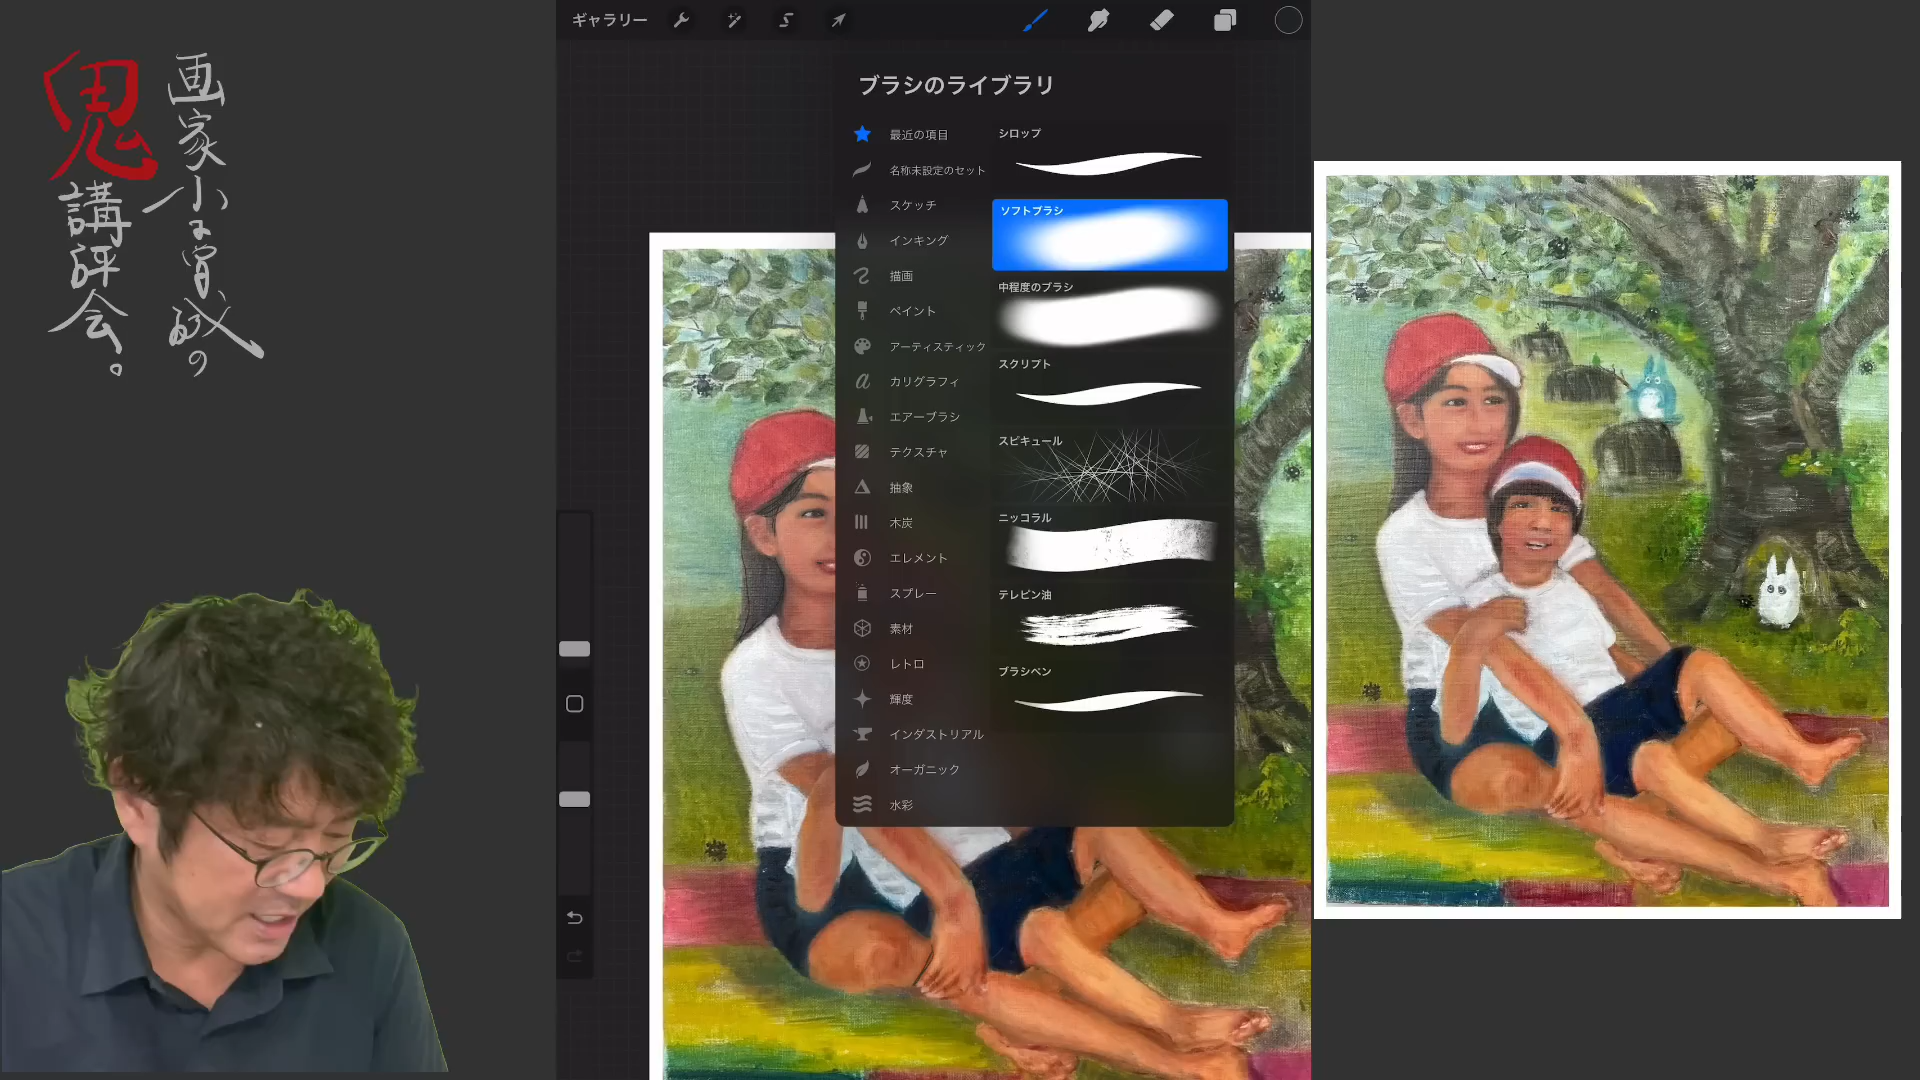 画家小木曽誠の
鬼講評会。
ギャラリー
ブラシのライブラリ
最近の項目
名称未設定のセット
スケッチ
インキング
描画
ペイント
アーティスティック
カリグラフィ
エアーブラシ
テクスチャ
抽象
木炭
エレメント
スプレー
素材
レトロ
輝度
インダストリアル
オーガニック
水彩
シロップ
ソフトブラシ
中程度のブラシ
スクリプト
スピキュール
ニッコラル
テレピン油
ブラシペン